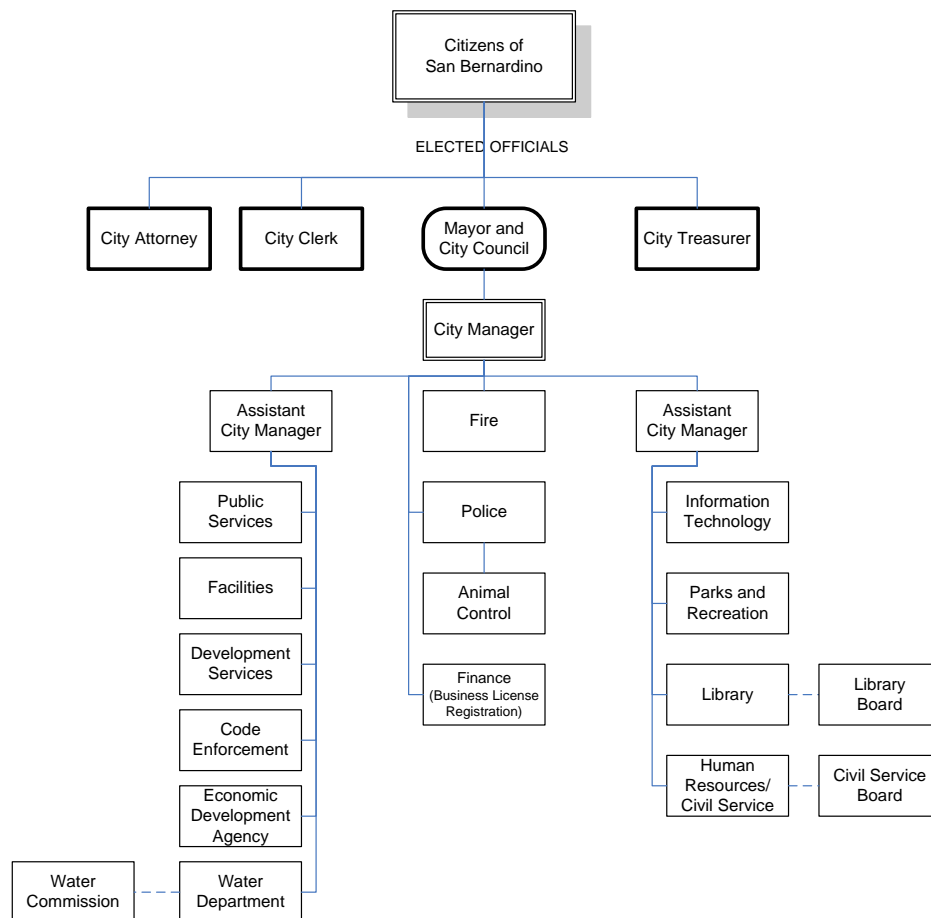 Citizens of
San Bernardino
ELECTED OFFICIALS
City Attorney
City Clerk
Mayor and
City Council
City Treasurer
City Manager
Assistant
City Manager
Fire
Assistant
City Manager
Public
Services
Police
Information
Technology
Facilities
Animal
Control
Parks and
Recreation
Development
Services
Finance
(Business License
Registration)
Library
Library
Board
Code
Enforcement
Human
Resources/
Civil Service
Civil Service
Board
Economic
Development
Agency
Water
Commission
Water
Department